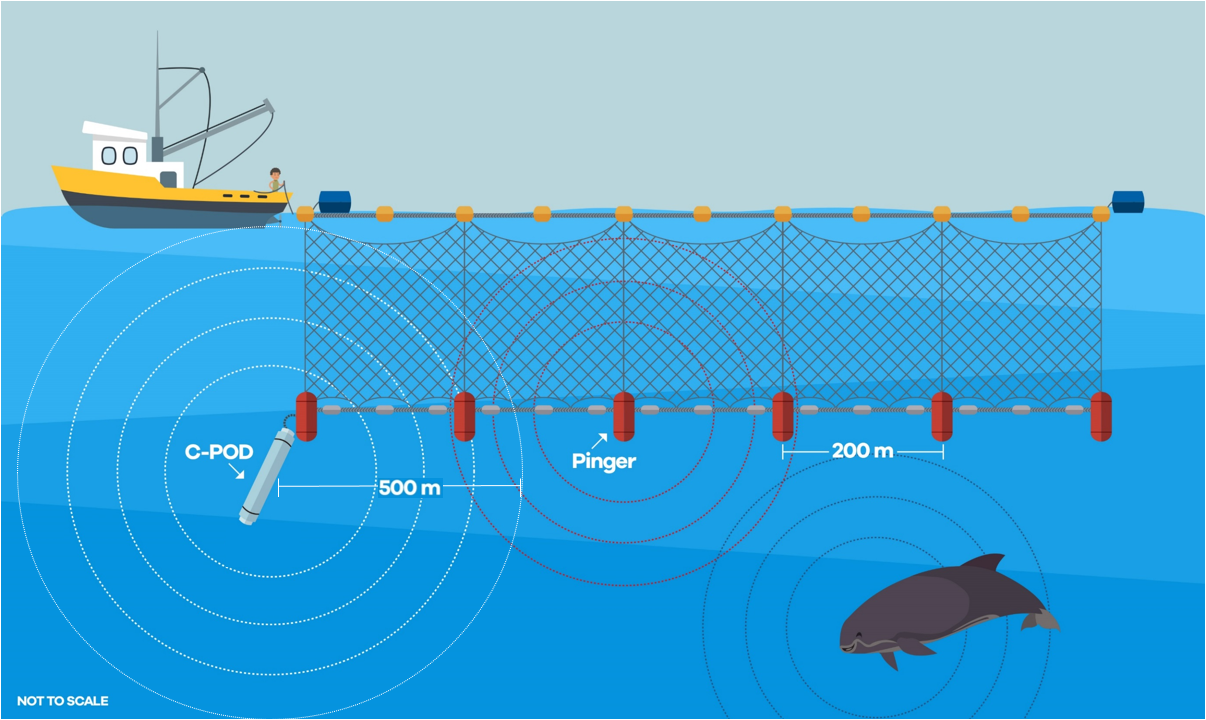 C-POD
500 m
Pinger
200 m
NOT TO SCALE